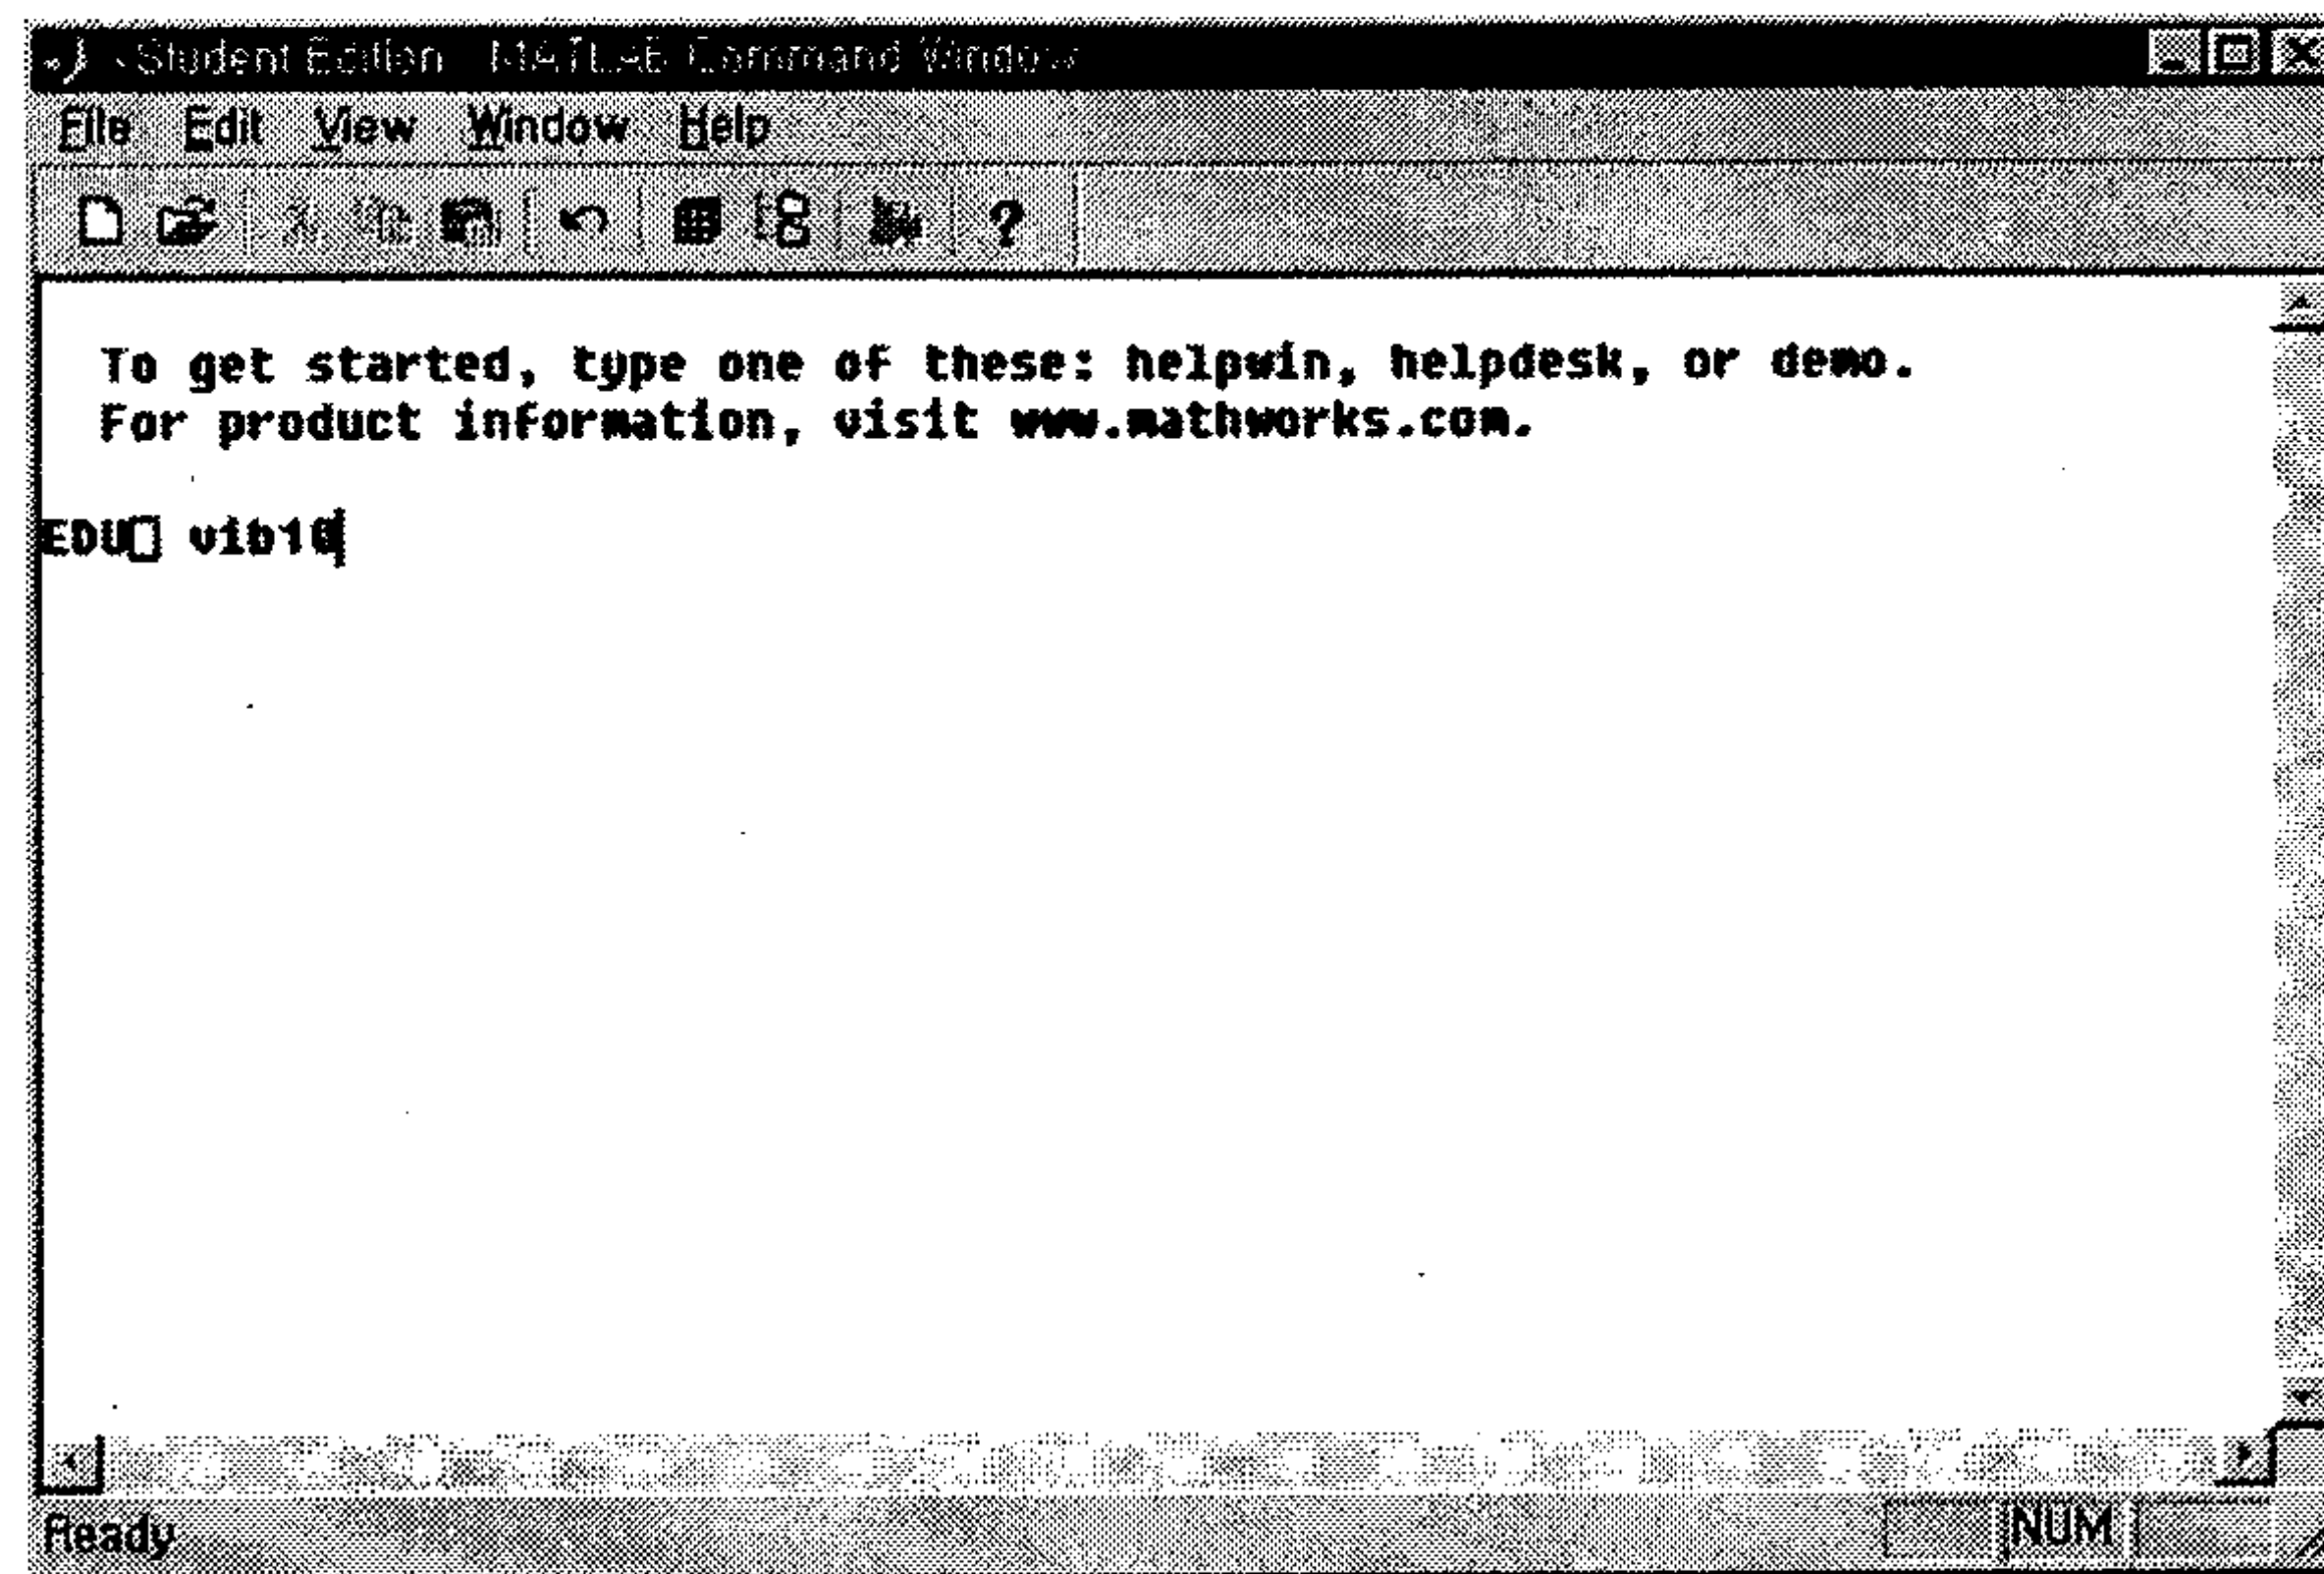 Student Edition MATLAB Command Window
File Edit View Window Help
?
To get started, type one of these: helpwin, helpdesk, or demo.
For product information, visit www.mathworks.com.
EDU▯ vib10
Ready NUM